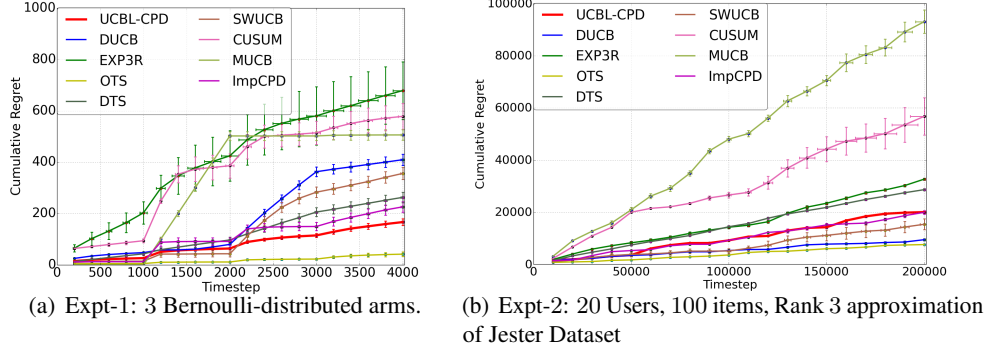 1000
800
600
400
200
0
Cumulative Regret
UCBL-CPD
DUCB
EXP3R
OTS
DTS
SWUCB
CUSUM
MUCB
ImpCPD
0 500 1000 1500 2000 2500 3000 3500 4000
Timestep
(a) Expt-1: 3 Bernoulli-distributed arms.
100000
80000
60000
40000
20000
0
Cumulative Regret
UCBL-CPD
DUCB
EXP3R
OTS
DTS
SWUCB
CUSUM
MUCB
ImpCPD
0 50000 100000 150000 200000
Timestep
(b) Expt-2: 20 Users, 100 items, Rank 3 approximation
of Jester Dataset